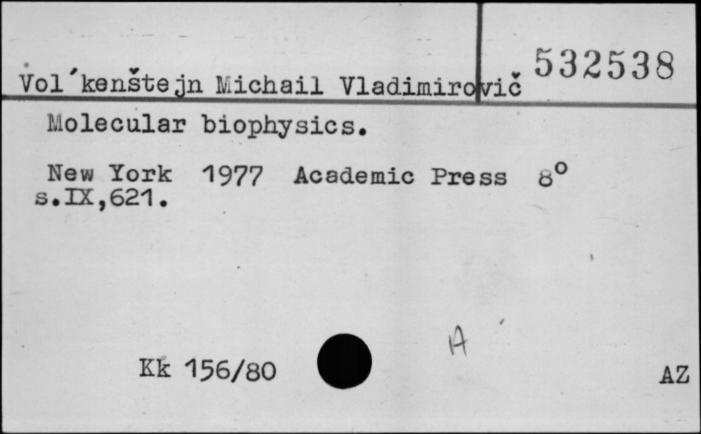 532538
Vol´kenštejn Michail Vladimirovič
Molecular biophysics.
New York 1977 Academic Press 8°
s.IX,621.
A
Kk 156/80
AZ